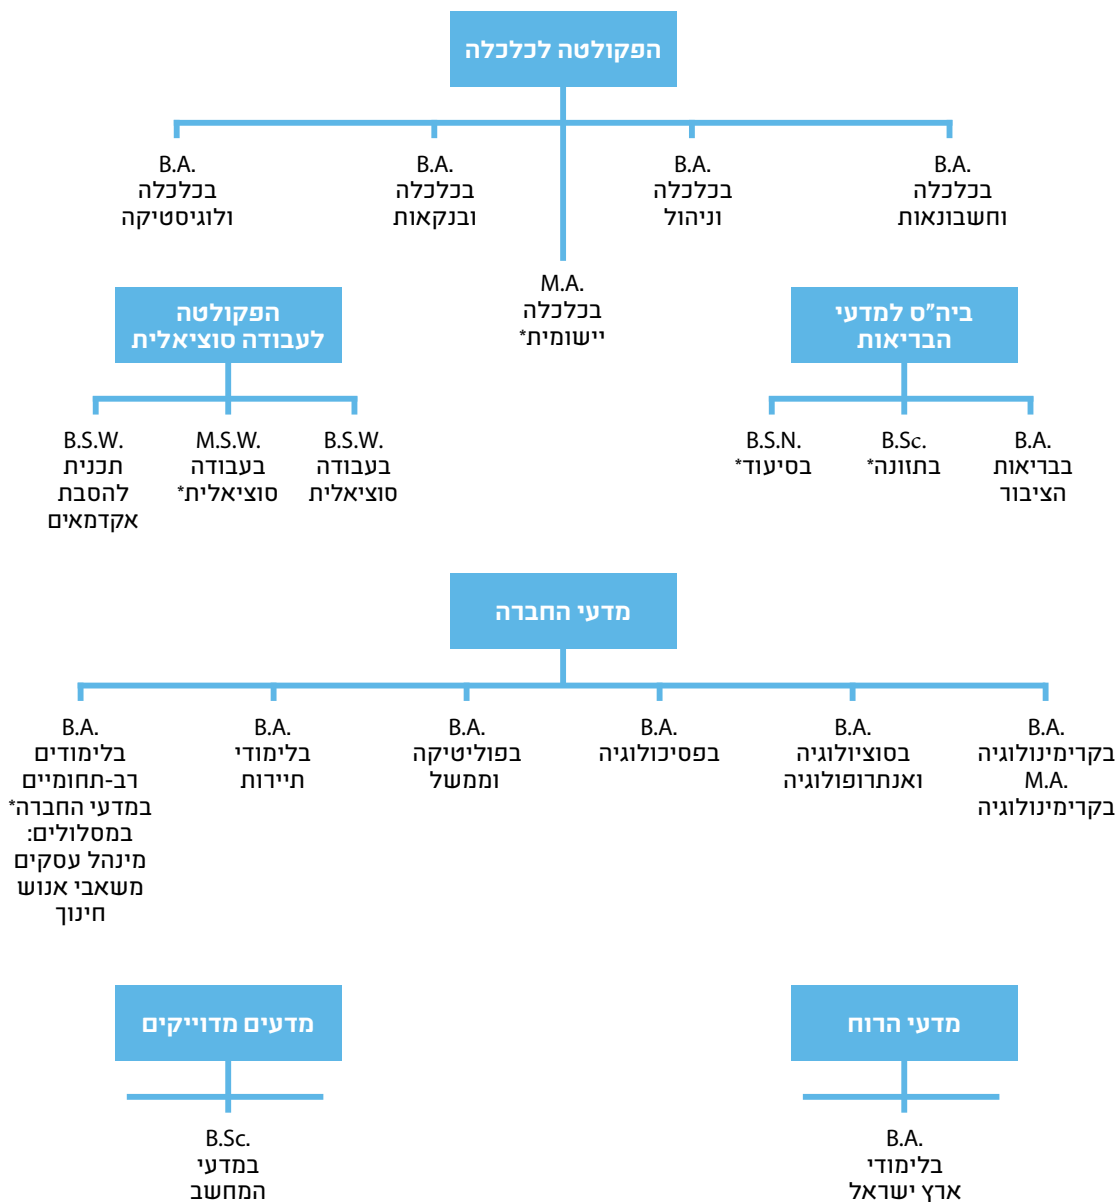 הפקולטה לכלכלה
B.A.
בכלכלה
וחשבונאות
B.A.
בכלכלה
וניהול
B.A.
בכלכלה
ובנקאות
B.A.
בכלכלה
ולוגיסטיקה
M.A.
בכלכלה
יישומית*
ביה"ס למדעי
הבריאות
B.A.
בבריאות
הציבור
B.Sc.
בתזונה*
B.S.N.
בסיעוד*
הפקולטה
לעבודה סוציאלית
B.S.W.
בעבודה
סוציאלית
M.S.W.
בעבודה
סוציאלית*
B.S.W.
תכנית
להסבת
אקדמאים
מדעי החברה
B.A.
בקרימינולוגיה
M.A.
בקרימינולוגיה
B.A.
בסוציולוגיה
ואנתרופולוגיה
B.A.
בפסיכולוגיה
B.A.
בפוליטיקה
וממשל
B.A.
בלימודי
תיירות
B.A.
בלימודים
רב-תחומיים
במדעי החברה*
במסלולים:
מינהל עסקים
משאבי אנוש
חינוך
מדעי הרוח
B.A.
בלימודי
ארץ ישראל
מדעים מדוייקים
B.Sc.
במדעי
המחשב